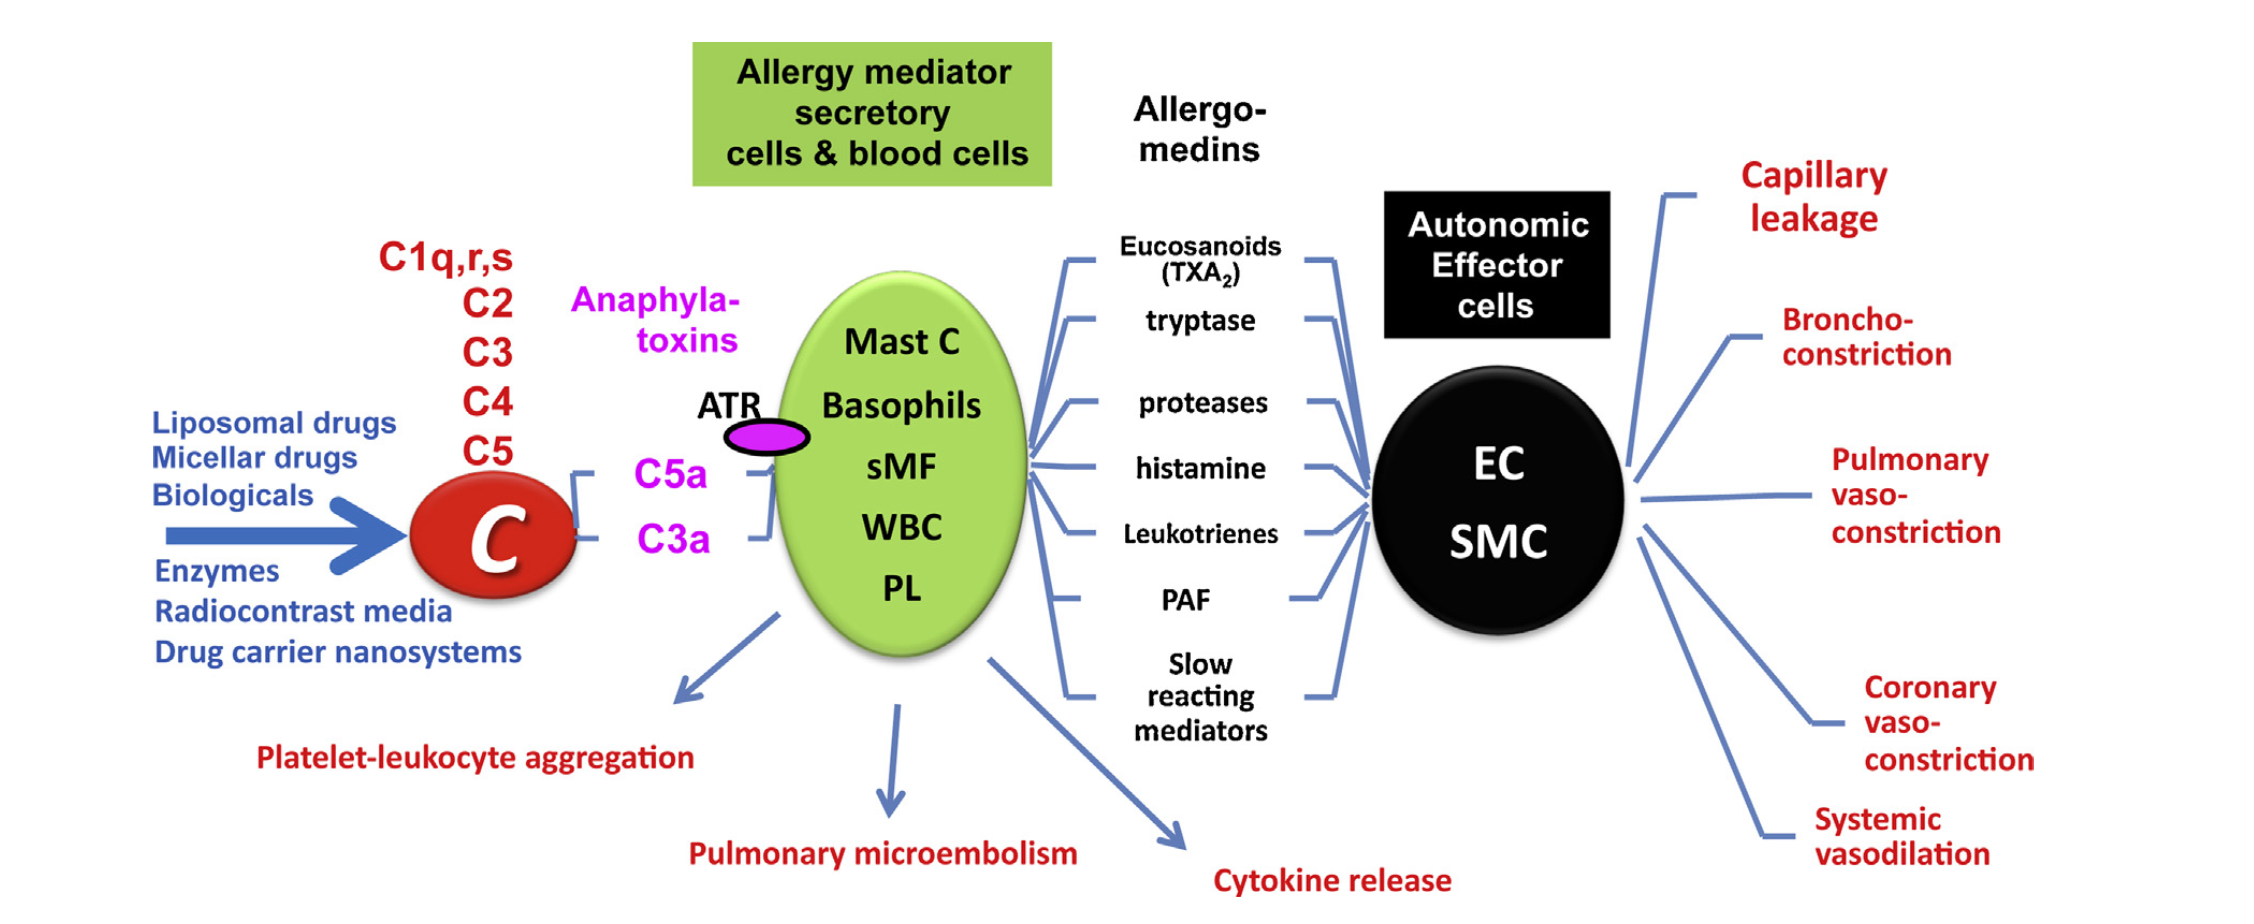 Allergy mediator
secretory
cells & blood cells
Allergo-
medins
Autonomic
Effector
cells
C1q,r,s
C2
C3
C4
C5
Anaphyla-
toxins
ATR
C5a
C3a
Liposomal drugs
Micellar drugs
Biologicals
Enzymes
Radiocontrast media
Drug carrier nanosystems
C
Mast C
Basophils
sMF
WBC
PL
Eucosanoids
(TXA₂)
tryptase
proteases
histamine
Leukotrienes
PAF
Slow
reacting
mediators
EC
SMC
Capillary
leakage
Broncho-
constriction
Pulmonary
vaso-
constriction
Coronary
vaso-
constriction
Systemic
vasodilation
Platelet-leukocyte aggregation
Pulmonary microembolism
Cytokine release